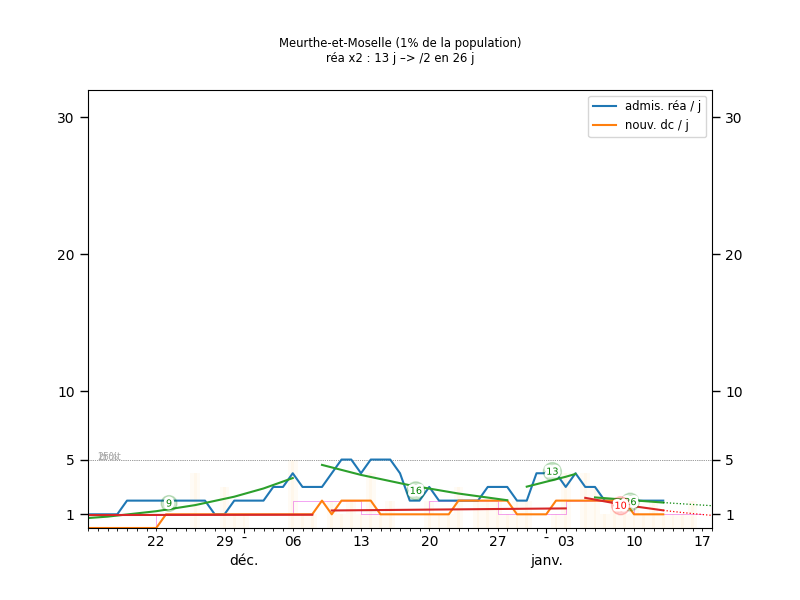 Meurthe-et-Moselle (1% de la population)
réa x2 : 13 j –> /2 en 26 j
admis. réa / j
nouv. dc / j
30 30
20 20
10 10
5 5
1 1
9 16 13 10
22 29 - 06 13 20 27 - 03 10 17
déc. janv.